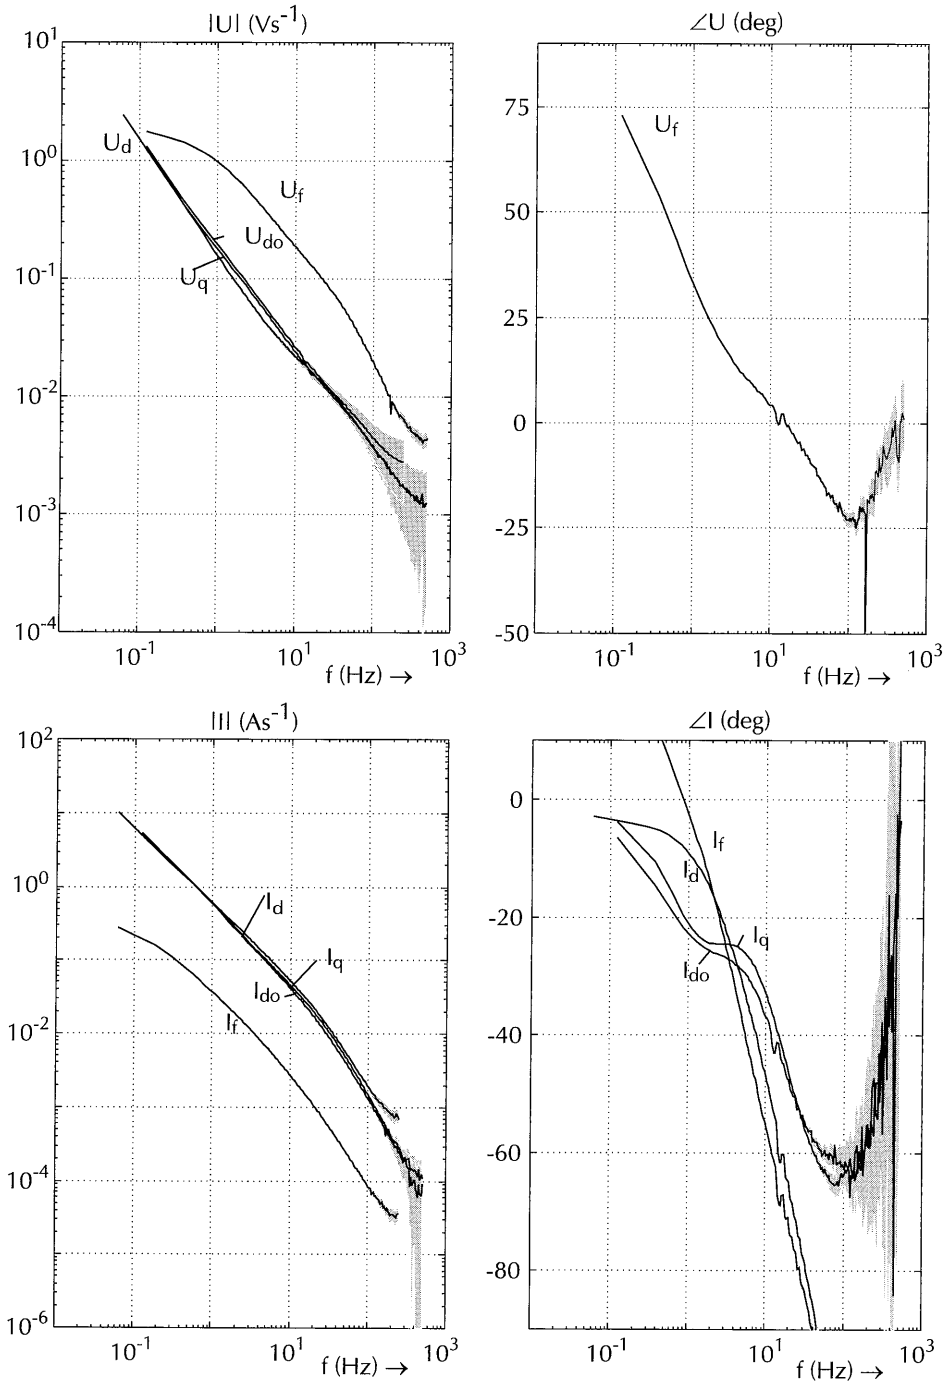 |U| (Vs⁻¹)
10¹
10⁰
10⁻¹
10⁻²
10⁻³
10⁻⁴
U_d
U_f
U_do
U_q
10⁻¹ 10¹ 10³
f (Hz) →
∠U (deg)
75
50
25
0
-25
-50
U_f
10⁻¹ 10¹ 10³
f (Hz) →
|I| (As⁻¹)
10²
10⁰
10⁻²
10⁻⁴
10⁻⁶
I_d
I_q
I_do
I_f
10⁻¹ 10¹ 10³
f (Hz) →
∠I (deg)
0
-20
-40
-60
-80
I_f
I_d
I_q
I_do
10⁻¹ 10¹ 10³
f (Hz) →